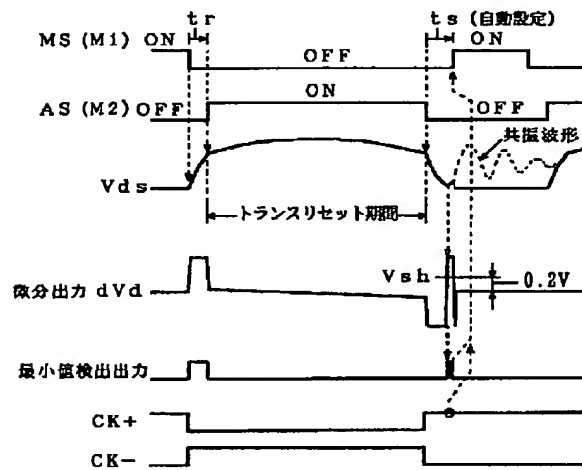 tr
ts (自動設定)
MS (M1) ON OFF ON
AS (M2) OFF ON OFF
共振波形
Vds
トランスリセット期間
Vsh
0.2V
微分出力 dVd
最小値検出出力
CK+
CK−